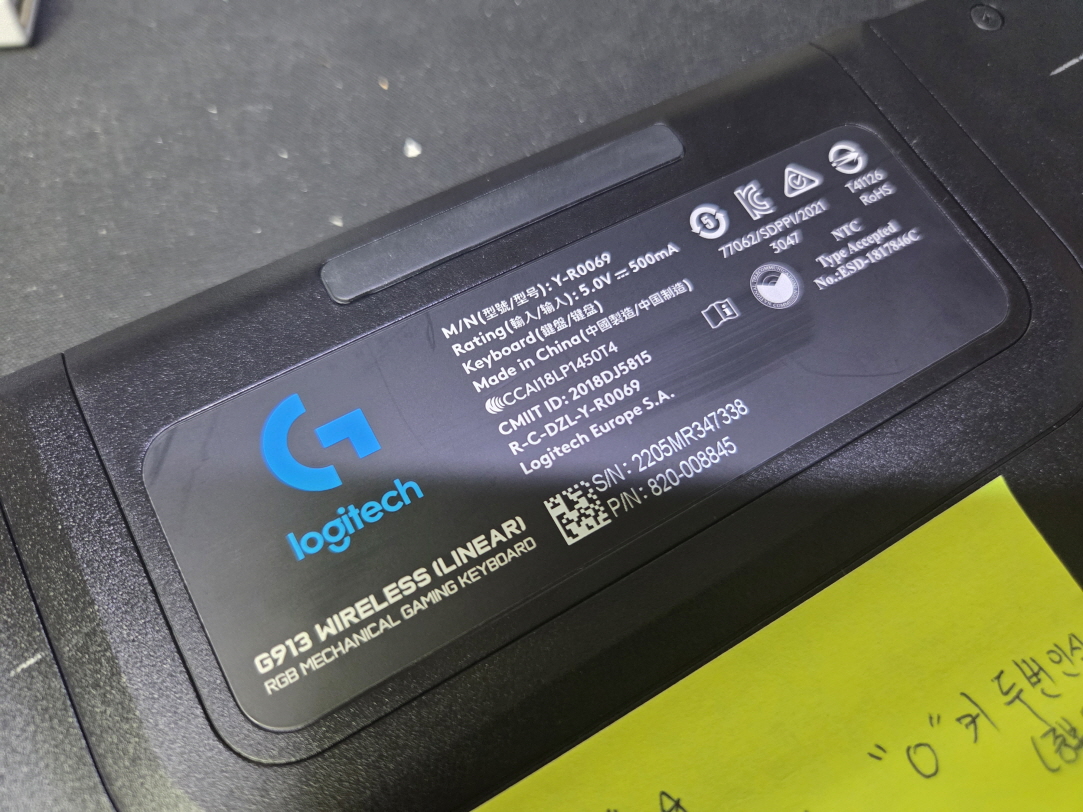 M/N(型號/型号): Y-R0069
Rating(輸入/输入): 5.0V ⎓ 500mA
Keyboard(鍵盤/键盘)
Made in China(中國製造/中国制造)
CCAI18LP1450T4
CMIIT ID: 2018DJ5815
R-C-DZL-Y-R0069
Logitech Europe S.A.
S/N: 2205MR347338
P/N: 820-008845
5
77062/SDPPI/2021
3047
T41126
RoHS
NTC
Type Accepted
No.:ESD-1817846C
G
logitech
G913 WIRELESS (LINEAR)
RGB MECHANICAL GAMING KEYBOARD
"O" 키 두번